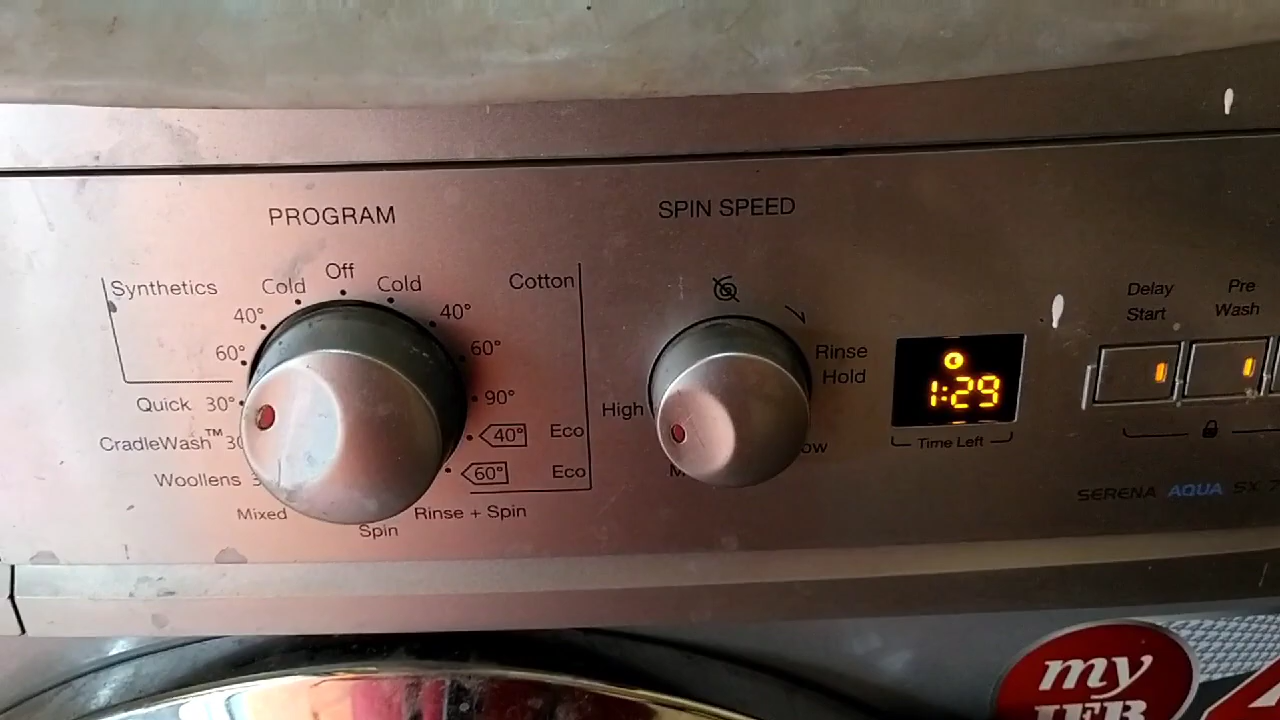 PROGRAM
SPIN SPEED
Off
Synthetics
Cold
Cold
Cotton
40°
40°
60°
60°
Quick 30°
90°
CradleWash™
40° Eco
Woollens
60° Eco
Mixed
Spin
Rinse + Spin
Rinse
Hold
High
1:29
Time Left
Delay
Start
Pre
Wash
SERENA AQUA SX
my
IFB